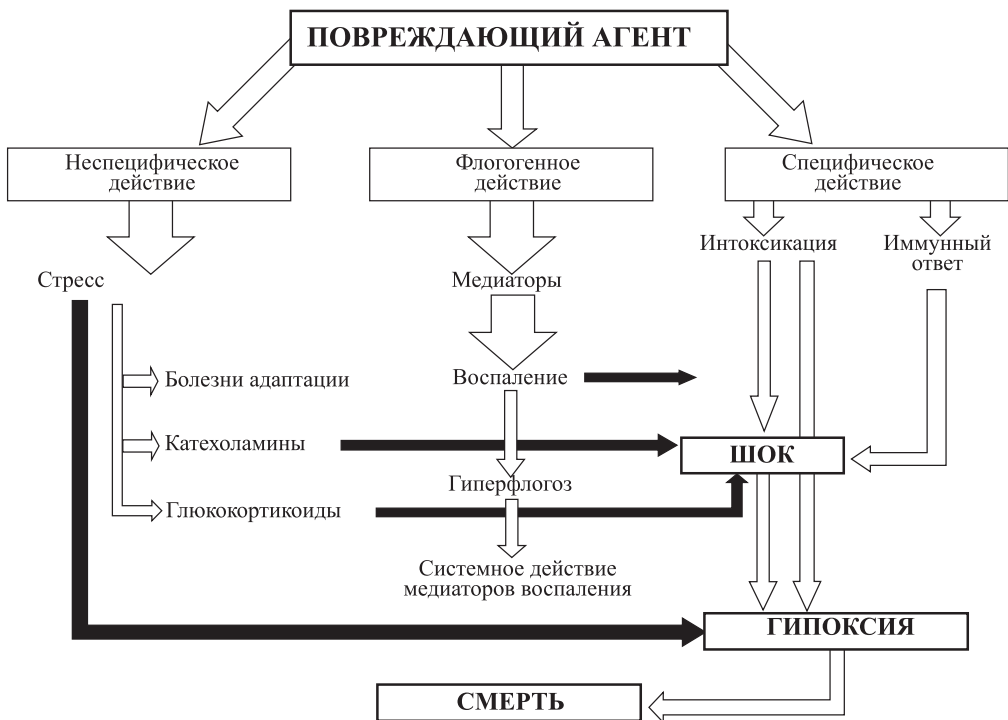 ПОВРЕЖДАЮЩИЙ АГЕНТ
Неспецифическое
действие
Флогогенное
действие
Специфическое
действие
Интоксикация
Иммунный
ответ
Стресс
Медиаторы
Болезни адаптации
Воспаление
Катехоламины
ШОК
Гиперфлогоз
Глюкокортикоиды
Системное действие
медиаторов воспаления
ГИПОКСИЯ
СМЕРТЬ